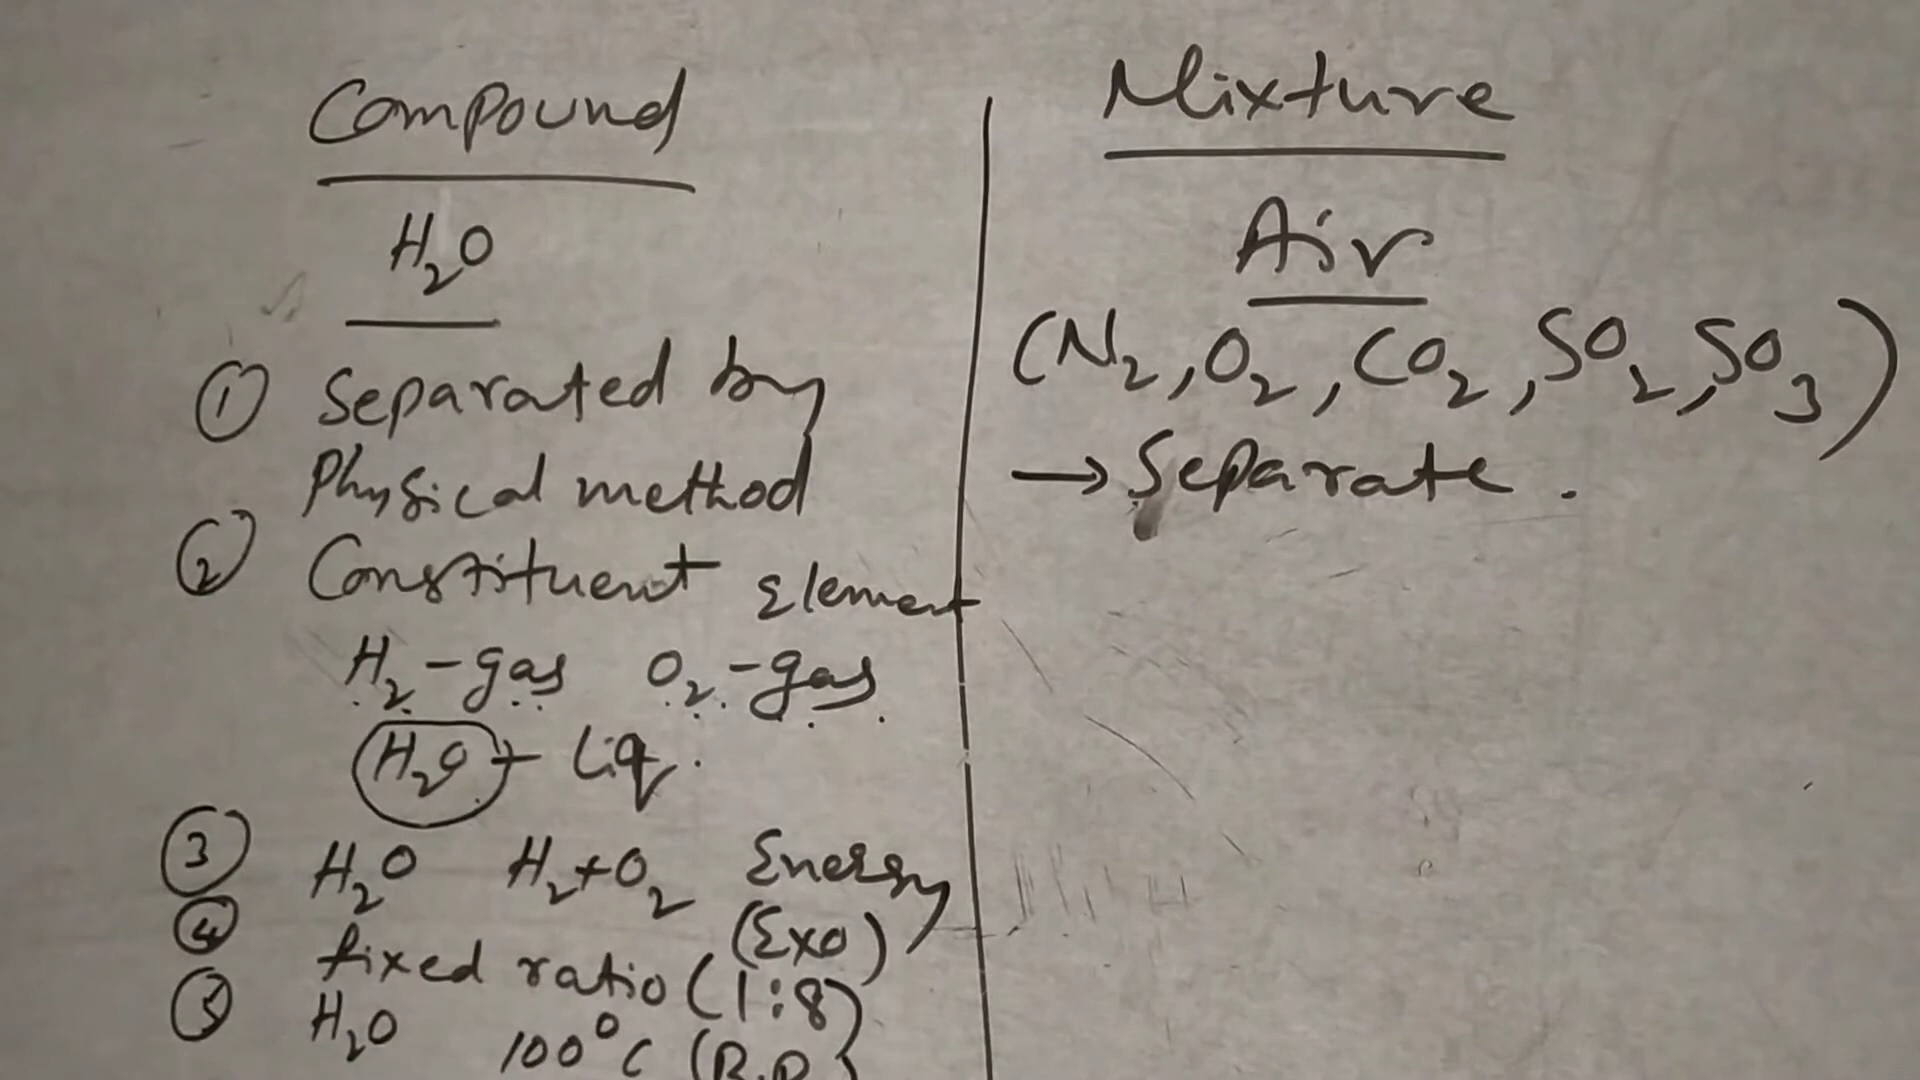 Compound
H₂O
① Separated by
Physical method
② Constituent Element
H₂-gas O₂-gas
H₂O - Liq.
③ H₂O H₂+O₂ Energy
(Exo)
④ fixed ratio (1:8)
⑤ H₂O 100°C (B.P)
Mixture
Air
(N₂, O₂, CO₂, SO₂, SO₃)
→ Separate.